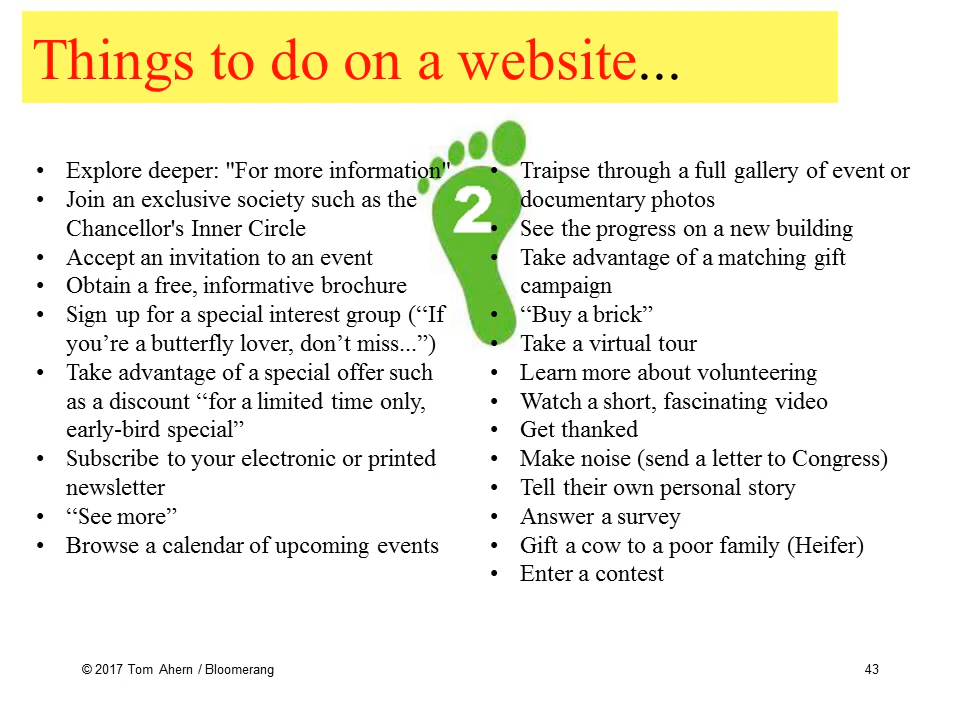 Things to do on a website...
• Explore deeper: "For more information"
• Join an exclusive society such as the
Chancellor's Inner Circle
• Accept an invitation to an event
• Obtain a free, informative brochure
• Sign up for a special interest group (“If
you’re a butterfly lover, don’t miss...”)
• Take advantage of a special offer such
as a discount “for a limited time only,
early-bird special”
• Subscribe to your electronic or printed
newsletter
• “See more”
• Browse a calendar of upcoming events
2
• Traipse through a full gallery of event or
documentary photos
• See the progress on a new building
• Take advantage of a matching gift
campaign
• “Buy a brick”
• Take a virtual tour
• Learn more about volunteering
• Watch a short, fascinating video
• Get thanked
• Make noise (send a letter to Congress)
• Tell their own personal story
• Answer a survey
• Gift a cow to a poor family (Heifer)
• Enter a contest
© 2017 Tom Ahern / Bloomerang
43